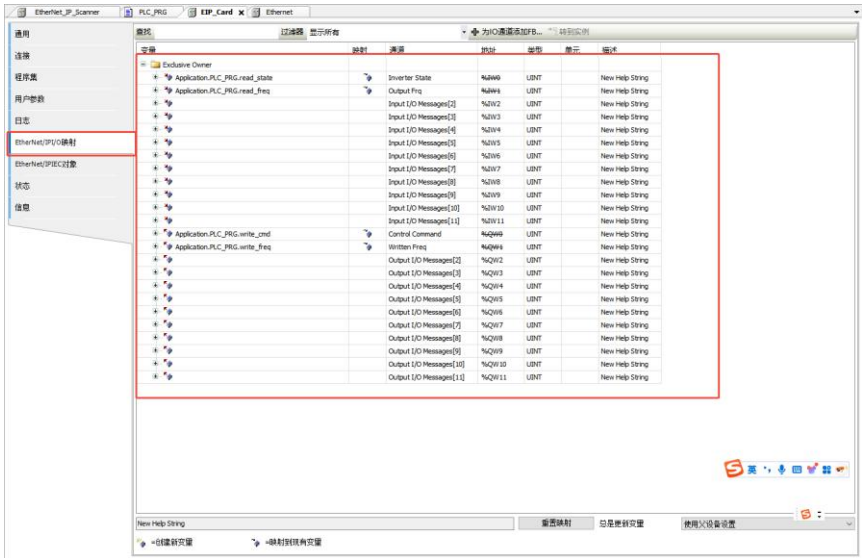 EtherNet_IP_Scanner PLC_PRG EIP_Card x Ethernet
通用
连接
程序集
用户参数
日志
EtherNet/IPI/O映射
EtherNet/IPIEC对象
状态
信息
查找 过滤器 显示所有 为IO通道添加FB... 转到实例
变量 映射 通道 地址 类型 单元 描述
Exclusive Owner
Application.PLC_PRG.read_state Inverter State %IW0 UINT New Help String
Application.PLC_PRG.read_freq Output Frq %IW1 UINT New Help String
Input I/O Messages[2] %IW2 UINT New Help String
Input I/O Messages[3] %IW3 UINT New Help String
Input I/O Messages[4] %IW4 UINT New Help String
Input I/O Messages[5] %IW5 UINT New Help String
Input I/O Messages[6] %IW6 UINT New Help String
Input I/O Messages[7] %IW7 UINT New Help String
Input I/O Messages[8] %IW8 UINT New Help String
Input I/O Messages[9] %IW9 UINT New Help String
Input I/O Messages[10] %IW10 UINT New Help String
Input I/O Messages[11] %IW11 UINT New Help String
Application.PLC_PRG.write_cmd Control Command %QW0 UINT New Help String
Application.PLC_PRG.write_freq Written Freq %QW1 UINT New Help String
Output I/O Messages[2] %QW2 UINT New Help String
Output I/O Messages[3] %QW3 UINT New Help String
Output I/O Messages[4] %QW4 UINT New Help String
Output I/O Messages[5] %QW5 UINT New Help String
Output I/O Messages[6] %QW6 UINT New Help String
Output I/O Messages[7] %QW7 UINT New Help String
Output I/O Messages[8] %QW8 UINT New Help String
Output I/O Messages[9] %QW9 UINT New Help String
Output I/O Messages[10] %QW10 UINT New Help String
Output I/O Messages[11] %QW11 UINT New Help String
英
New Help String 重置映射 总是更新变量 使用父设备设置
=创建新变量 =映射到现有变量